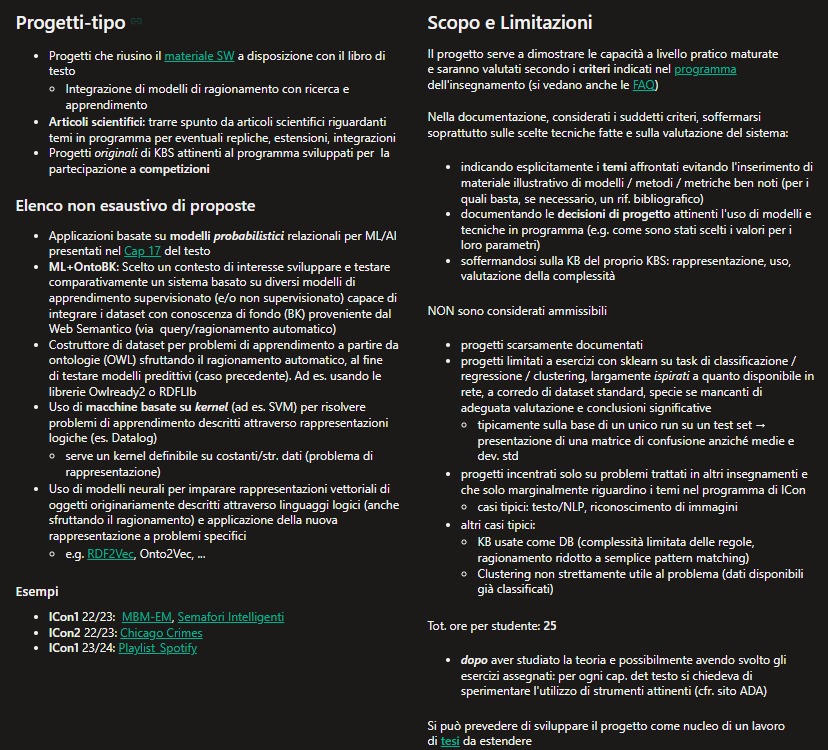 Progetti-tipo
Progetti che riusino il materiale SW a disposizione con il libro di
testo
Integrazione di modelli di ragionamento con ricerca e
apprendimento
Articoli scientifici: trarre spunto da articoli scientifici riguardanti
temi in programma per eventuali repliche, estensioni, integrazioni
Progetti originali di KBS attinenti al programma sviluppati per la
partecipazione a competizioni
Elenco non esaustivo di proposte
Applicazioni basate su modelli probabilistici relazionali per ML/AI
presentati nel Cap 17 del testo
ML+OntoBK: Scelto un contesto di interesse sviluppare e testare
comparativamente un sistema basato su diversi modelli di
apprendimento supervisionato (e/o non supervisionato) capace di
integrare i dataset con conoscenza di fondo (BK) proveniente dal
Web Semantico (via query/ragionamento automatico)
Costruttore di dataset per problemi di apprendimento a partire da
ontologie (OWL) sfruttando il ragionamento automatico, al fine
di testare modelli predittivi (caso precedente). Ad es. usando le
librerie Owlready2 o RDFLIb
Uso di macchine basate su kernel (ad es. SVM) per risolvere
problemi di apprendimento descritti attraverso rappresentazioni
logiche (es. Datalog)
serve un kernel definibile su costanti/str. dati (problema di
rappresentazione)
Uso di modelli neurali per imparare rappresentazioni vettoriali di
oggetti originariamente descritti attraverso linguaggi logici (anche
sfruttando il ragionamento) e applicazione della nuova
rappresentazione a problemi specifici
e.g. RDF2Vec, Onto2Vec, ...
Esempi
ICon1 22/23: MBM-EM, Semafori Intelligenti
ICon2 22/23: Chicago Crimes
ICon1 23/24: Playlist Spotify
Scopo e Limitazioni
Il progetto serve a dimostrare le capacità a livello pratico maturate
e saranno valutati secondo i criteri indicati nel programma
dell'insegnamento (si vedano anche le FAQ)
Nella documentazione, considerati i suddetti criteri, soffermarsi
soprattutto sulle scelte tecniche fatte e sulla valutazione del sistema:
indicando esplicitamente i temi affrontati evitando l'inserimento di
materiale illustrativo di modelli / metodi / metriche ben noti (per i
quali basta, se necessario, un rif. bibliografico)
documentando le decisioni di progetto attinenti l'uso di modelli e
tecniche in programma (e.g. come sono stati scelti i valori per i
loro parametri)
soffermandosi sulla KB del proprio KBS: rappresentazione, uso,
valutazione della complessità
NON sono considerati ammissibili
progetti scarsamente documentati
progetti limitati a esercizi con sklearn su task di classificazione /
regressione / clustering, largamente ispirati a quanto disponibile in
rete, a corredo di dataset standard, specie se mancanti di
adeguata valutazione e conclusioni significative
tipicamente sulla base di un unico run su un test set →
presentazione di una matrice di confusione anziché medie e
dev. std
progetti incentrati solo su problemi trattati in altri insegnamenti e
che solo marginalmente riguardino i temi nel programma di ICon
casi tipici: testo/NLP, riconoscimento di immagini
altri casi tipici:
KB usate come DB (complessità limitata delle regole,
ragionamento ridotto a semplice pattern matching)
Clustering non strettamente utile al problema (dati disponibili
già classificati)
Tot. ore per studente: 25
dopo aver studiato la teoria e possibilmente avendo svolto gli
esercizi assegnati: per ogni cap. det testo si chiedeva di
sperimentare l'utilizzo di strumenti attinenti (cfr. sito ADA)
Si può prevedere di sviluppare il progetto come nucleo di un lavoro
di tesi da estendere